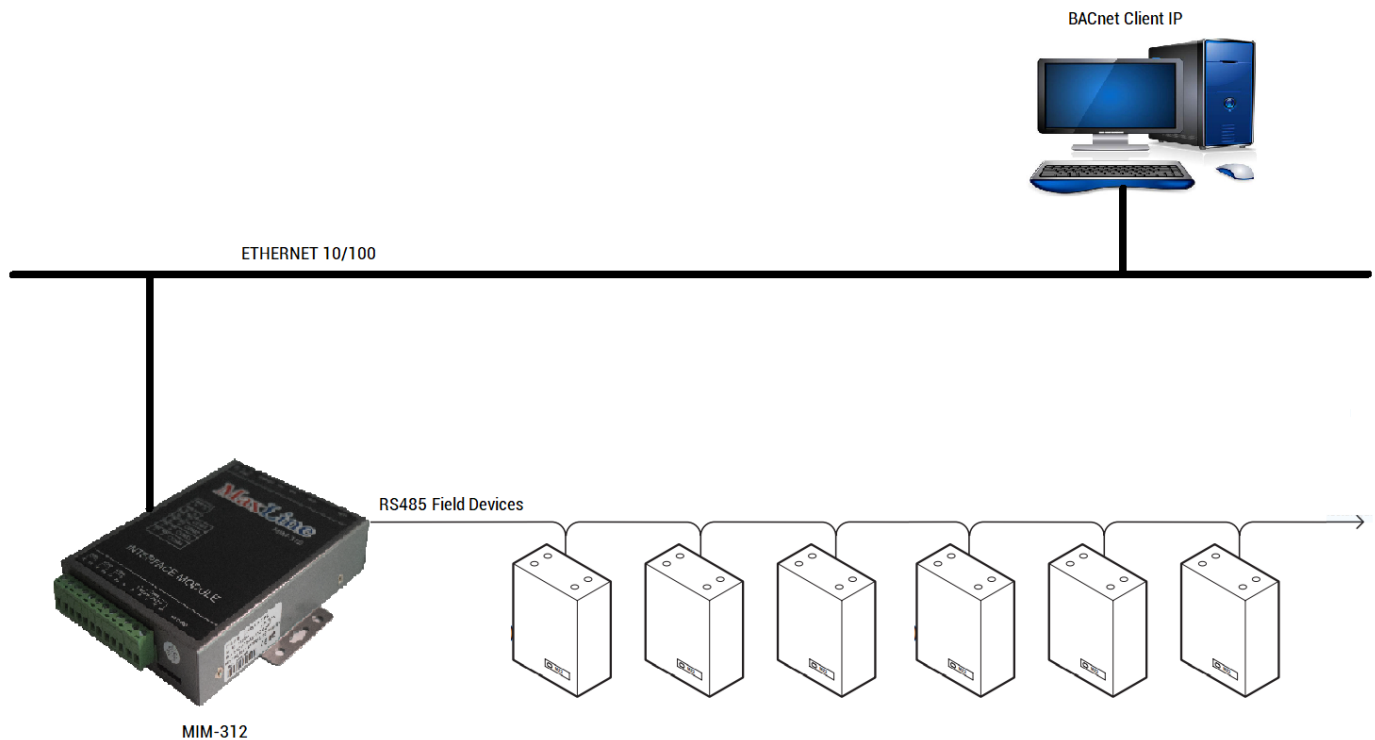 BACnet Client IP
ETHERNET 10/100
RS485 Field Devices
MaxLine
INTERFACE MODULE
MIM-312